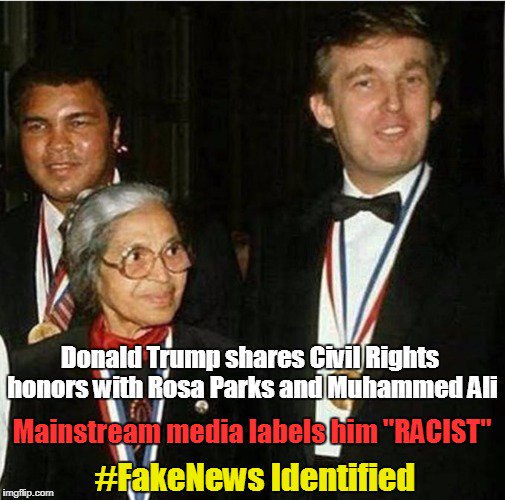 Donald Trump shares Civil Rights
honors with Rosa Parks and Muhammed Ali
Mainstream media labels him "RACIST"
#FakeNews Identified
imgflip.com